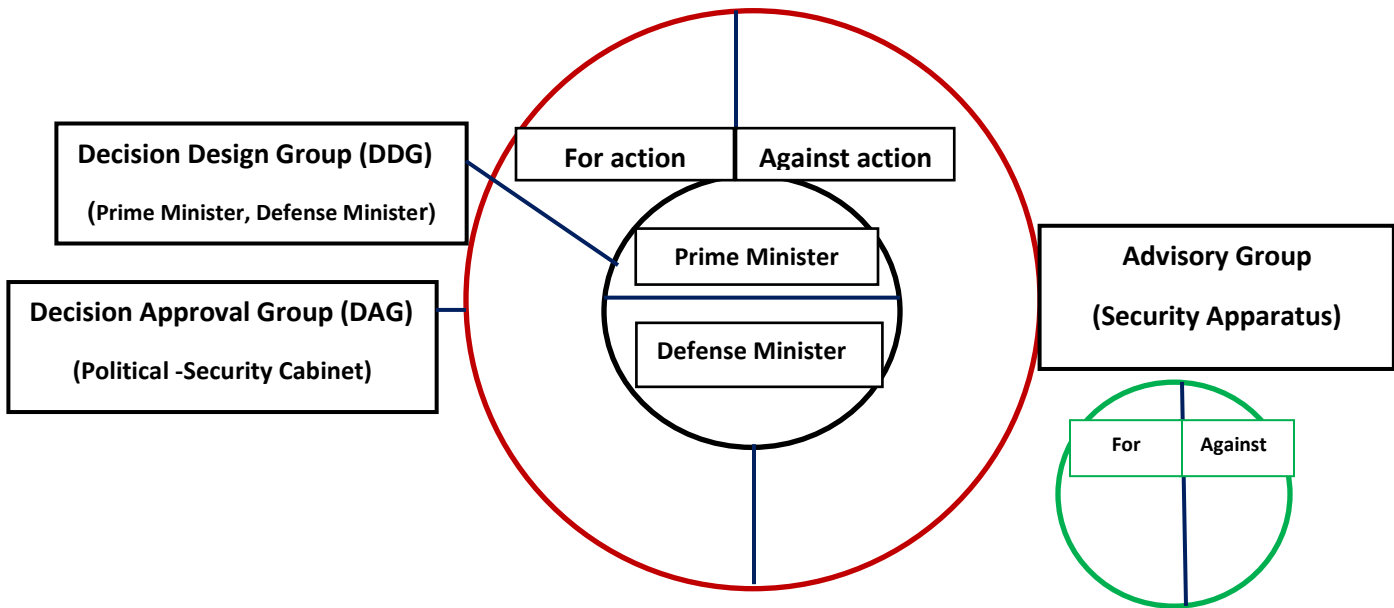 Decision Design Group (DDG)
(Prime Minister, Defense Minister)
Decision Approval Group (DAG)
(Political -Security Cabinet)
For action
Against action
Prime Minister
Defense Minister
Advisory Group
(Security Apparatus)
For
Against